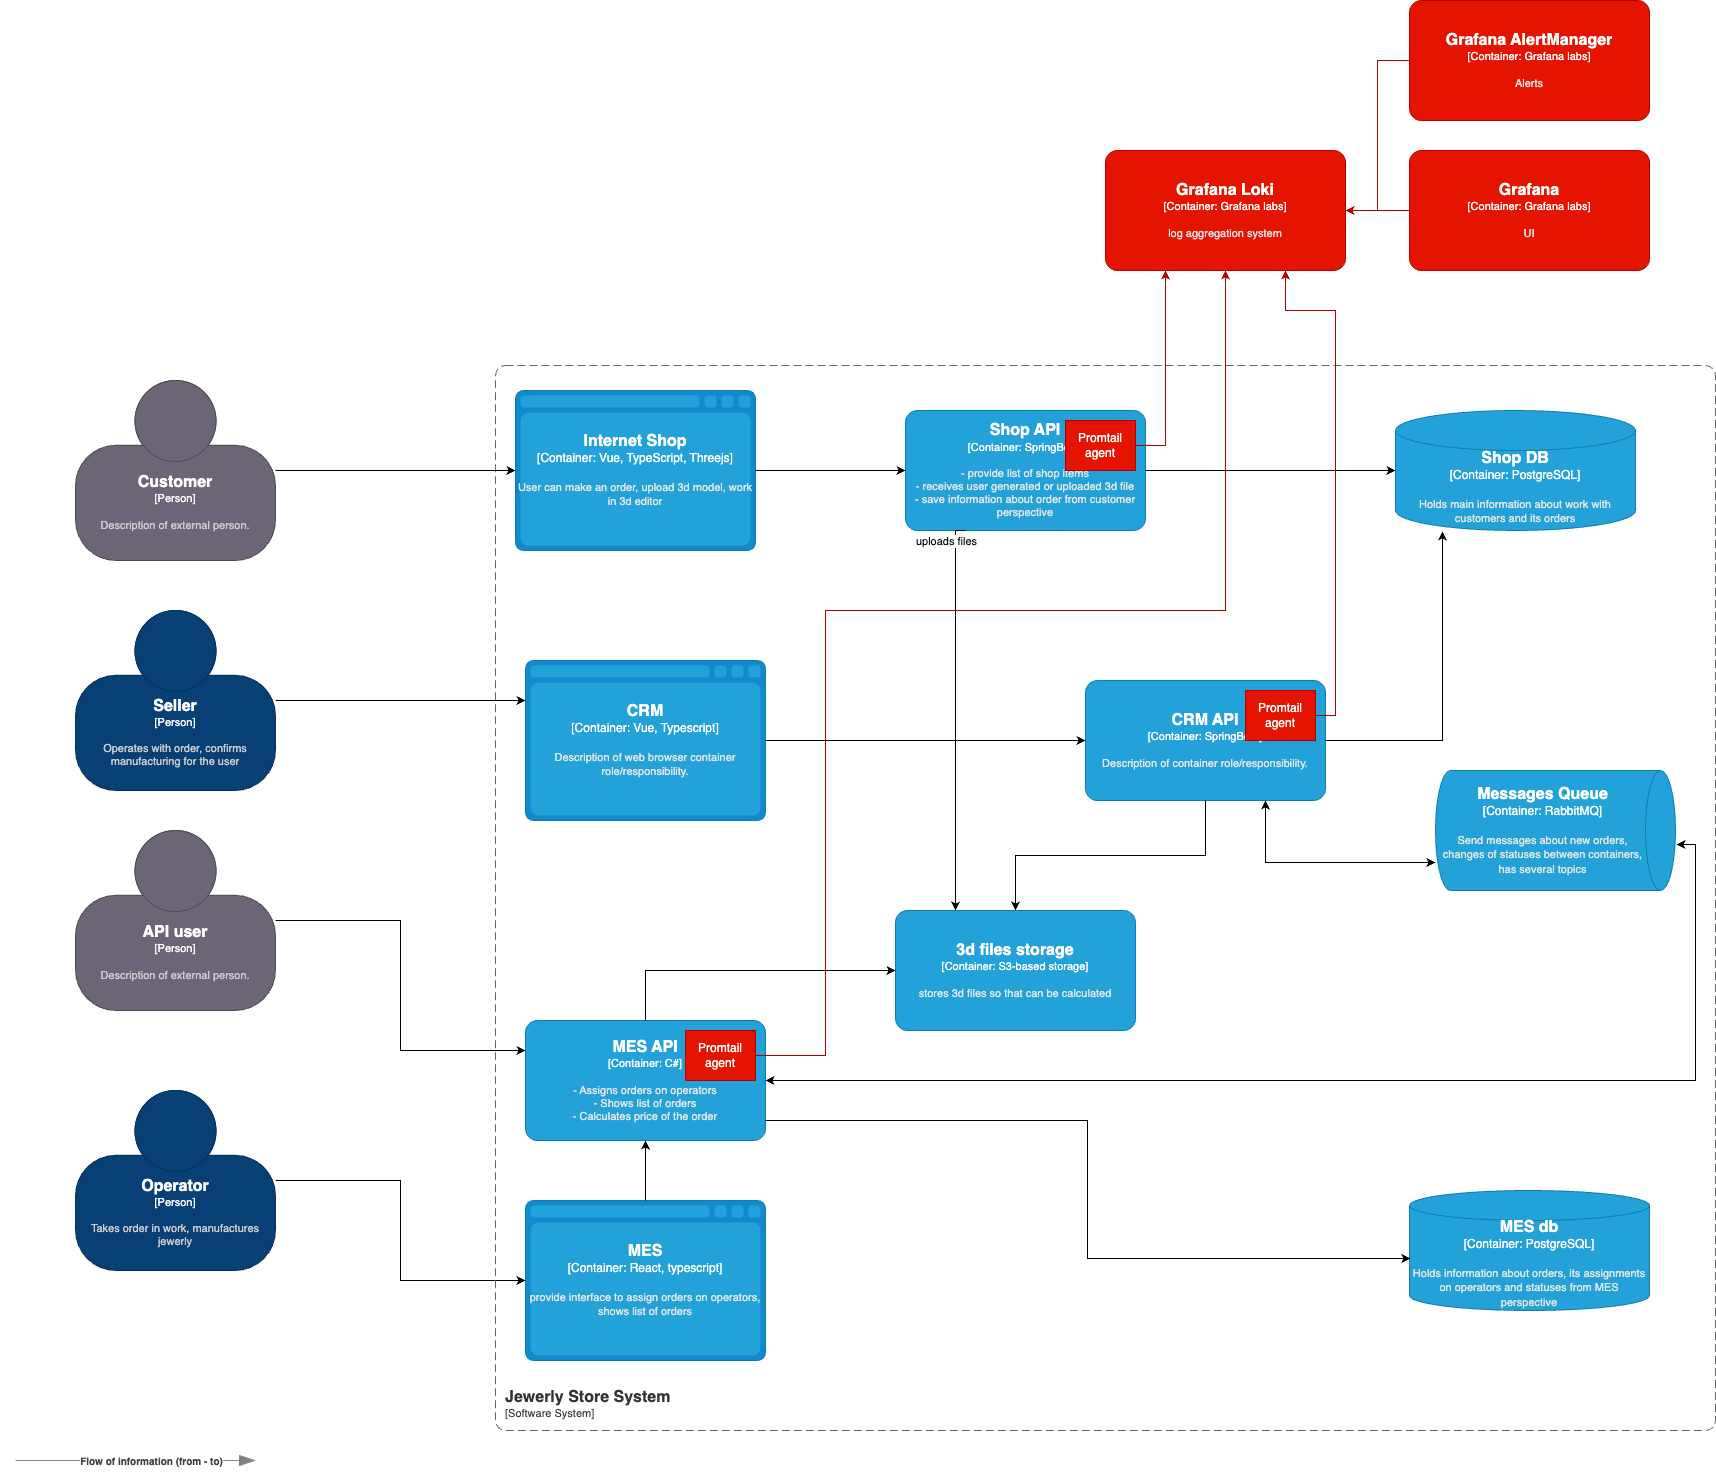 Grafana AlertManager
[Container: Grafana labs]
Alerts
Grafana Loki
[Container: Grafana labs]
log aggregation system
Grafana
[Container: Grafana labs]
UI
Customer
[Person]
Description of external person.
Internet Shop
[Container: Vue, TypeScript, Threejs]
User can make an order, upload 3d model, work
in 3d editor
Shop API
[Container: SpringBo
- provide list of shop items
- receives user generated or uploaded 3d file
- save information about order from customer
perspective
Promtail
agent
uploads files
Shop DB
[Container: PostgreSQL]
Holds main information about work with
customers and its orders
Seller
[Person]
Operates with order, confirms
manufacturing for the user
CRM
[Container: Vue, Typescript]
Description of web browser container
role/responsibility.
CRM API
[Container: SpringBo
Description of container role/responsibility.
Promtail
agent
Messages Queue
[Container: RabbitMQ]
Send messages about new orders,
changes of statuses between containers,
has several topics
API user
[Person]
Description of external person.
3d files storage
[Container: S3-based storage]
stores 3d files so that can be calculated
MES API
[Container: C#]
- Assigns orders on operators
- Shows list of orders
- Calculates price of the order
Promtail
agent
Operator
[Person]
Takes order in work, manufactures
jewerly
MES
[Container: React, typescript]
provide interface to assign orders on operators,
shows list of orders
MES db
[Container: PostgreSQL]
Holds information about orders, its assignments
on operators and statuses from MES
perspective
Jewerly Store System
[Software System]
Flow of information (from - to)